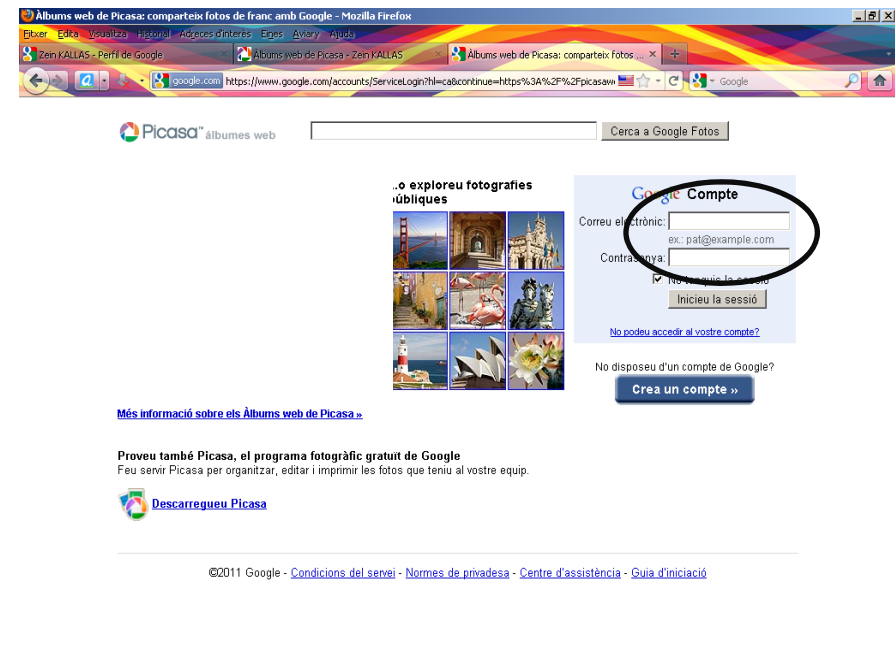 Àlbums web de Picasa: comparteix fotos de franc amb Google - Mozilla Firefox
Fitxer Edita Visualitza Historial Adreces d'interès Eines Aviary Ajuda
Zein KALLAS - Perfil de Google × Àlbums web de Picasa - Zein KALLAS × Àlbums web de Picasa: comparteix fotos ... × +
google.com https://www.google.com/accounts/ServiceLogin?hl=ca&continue=https%3A%2F%2Fpicasawe Google
Picasa™ álbumes web Cerca a Google Fotos
...o exploreu fotografies
públiques
Google Compte
Correu electrònic:
ex.: pat@example.com
Contrasenya:
No tanquis la sessió
Inicieu la sessió
No podeu accedir al vostre compte?
No disposeu d'un compte de Google?
Crea un compte »
Més informació sobre els Àlbums web de Picasa »
Proveu també Picasa, el programa fotogràfic gratuït de Google
Feu servir Picasa per organitzar, editar i imprimir les fotos que teniu al vostre equip.
Descarregueu Picasa
©2011 Google - Condicions del servei - Normes de privadesa - Centre d'assistència - Guia d'iniciació